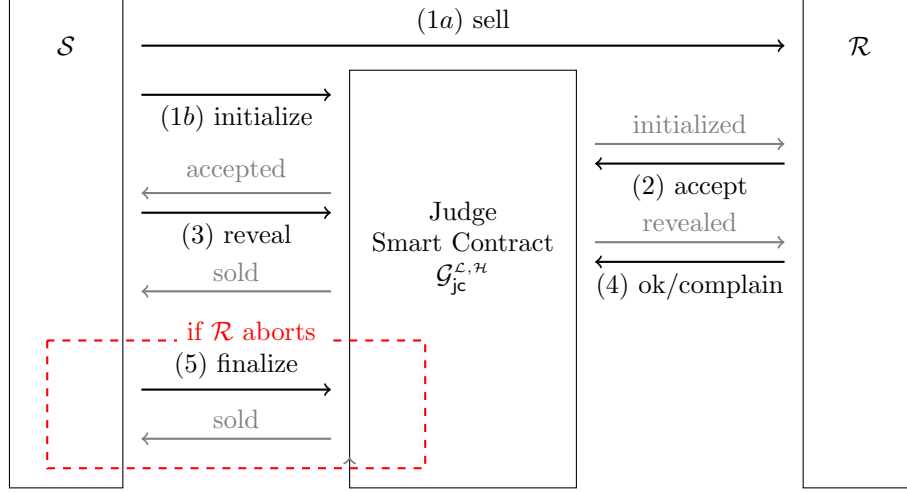 (1a) sell
𝒮
ℛ
(1b) initialize
initialized
accepted
(2) accept
Judge
Smart Contract
𝒢_jc^{ℒ,ℋ}
(3) reveal
revealed
sold
(4) ok/complain
if ℛ aborts
(5) finalize
sold